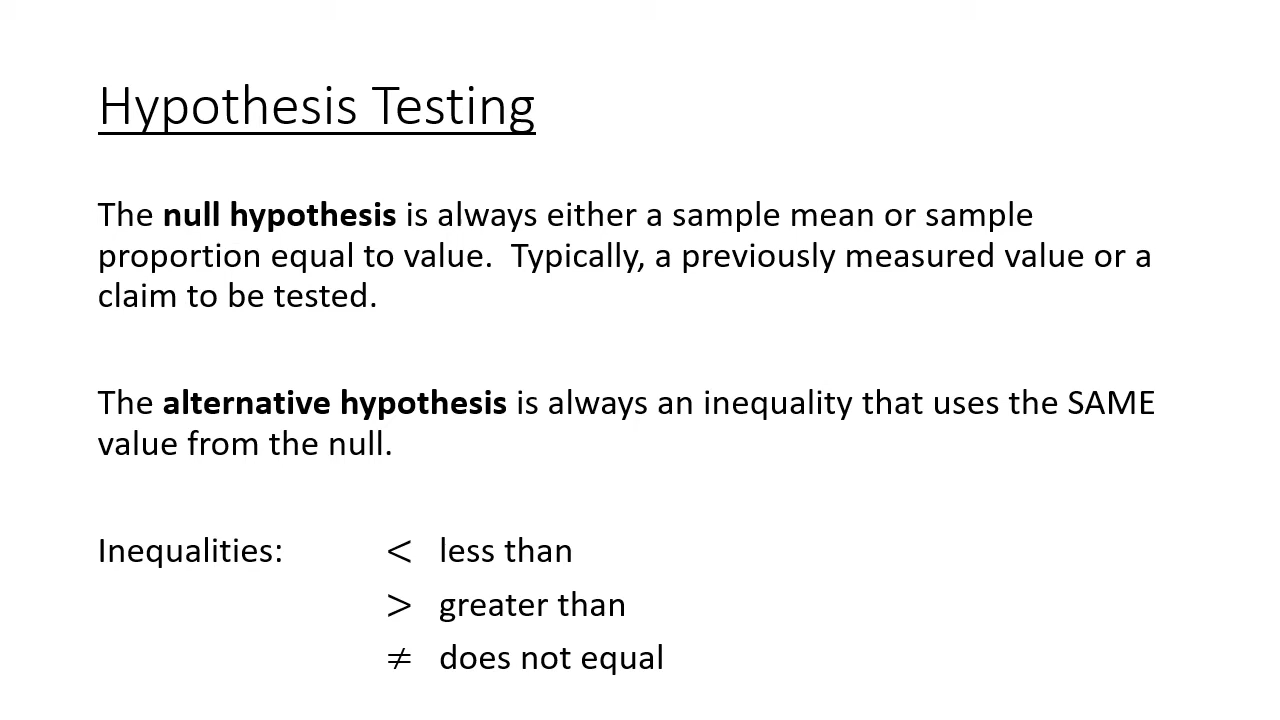 Hypothesis Testing
The null hypothesis is always either a sample mean or sample
proportion equal to value. Typically, a previously measured value or a
claim to be tested.
The alternative hypothesis is always an inequality that uses the SAME
value from the null.
Inequalities: < less than
> greater than
≠ does not equal